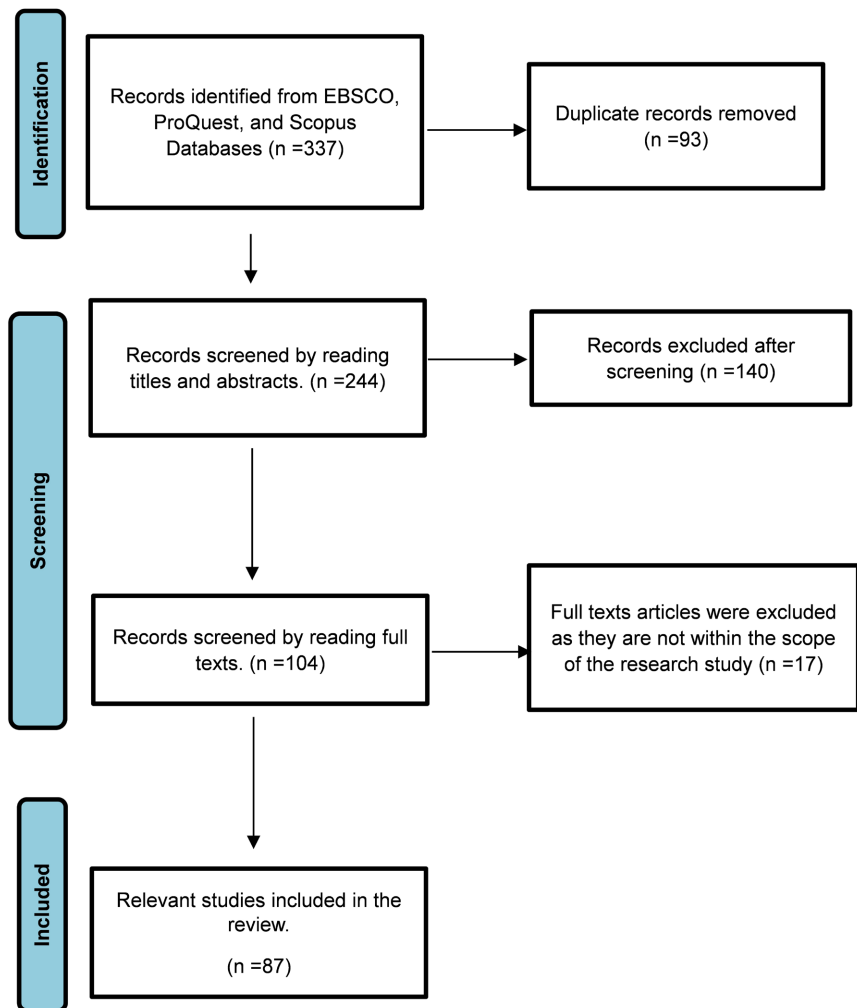 Identification
Records identified from EBSCO,
ProQuest, and Scopus
Databases (n =337)
Duplicate records removed
(n =93)
Screening
Records screened by reading
titles and abstracts. (n =244)
Records excluded after
screening (n =140)
Records screened by reading full
texts. (n =104)
Full texts articles were excluded
as they are not within the scope
of the research study (n =17)
Included
Relevant studies included in the
review.
(n =87)